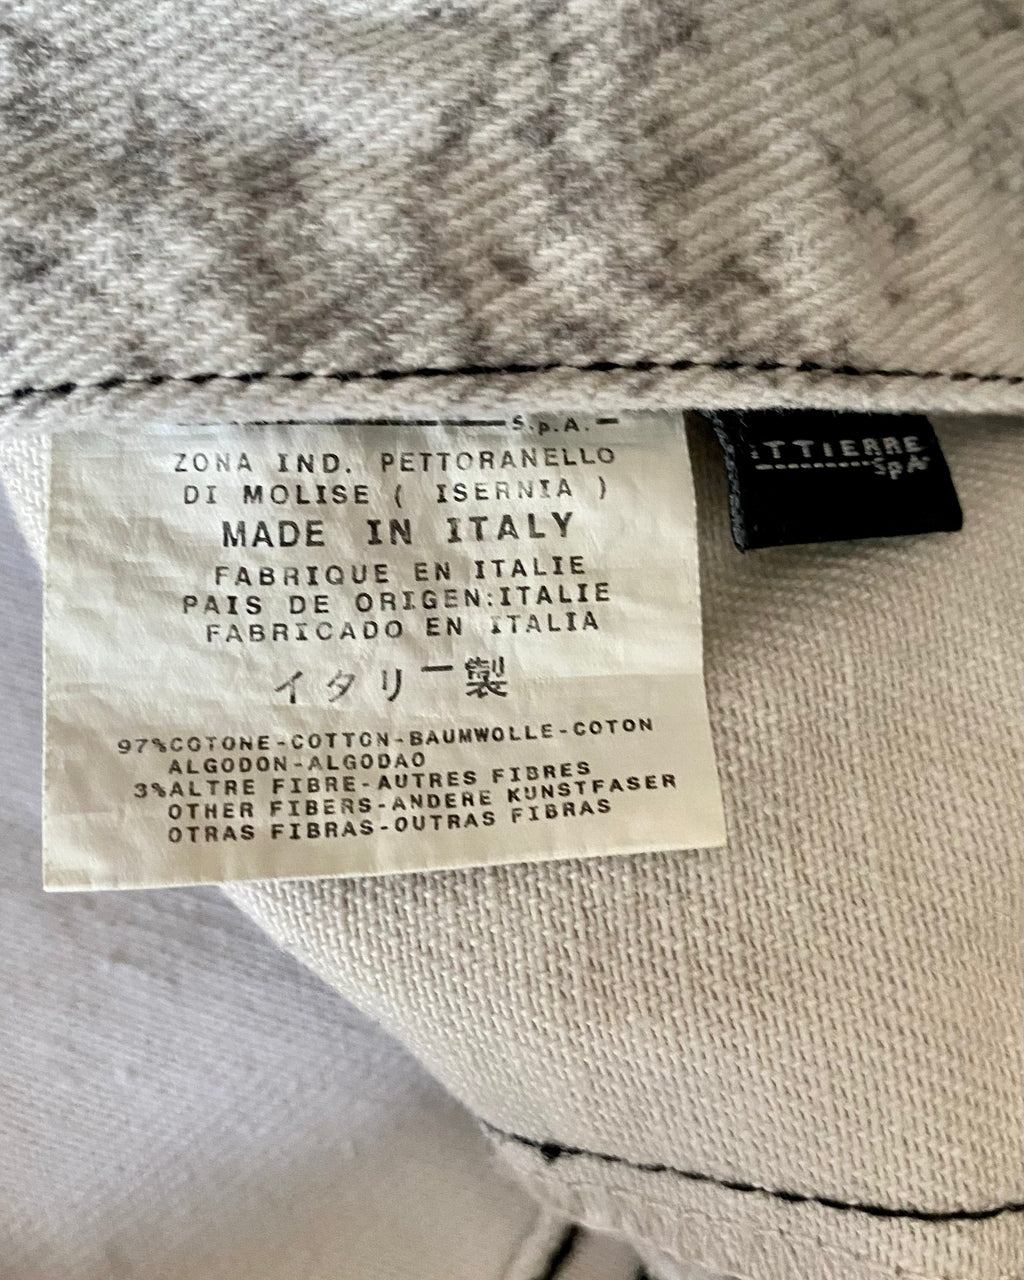 S.p.A.
ZONA IND. PETTORANELLO
DI MOLISE ( ISERNIA )
MADE IN ITALY
FABRIQUE EN ITALIE
PAIS DE ORIGEN:ITALIE
FABRICADO EN ITALIA
イタリー製
97%COTONE-COTTON-BAUMWOLLE-COTON
ALGODON-ALGODAO
3%ALTRE FIBRE-AUTRES FIBRES
OTHER FIBERS-ANDERE KUNSTFASER
OTRAS FIBRAS-OUTRAS FIBRAS
ITTIERRE
SpA